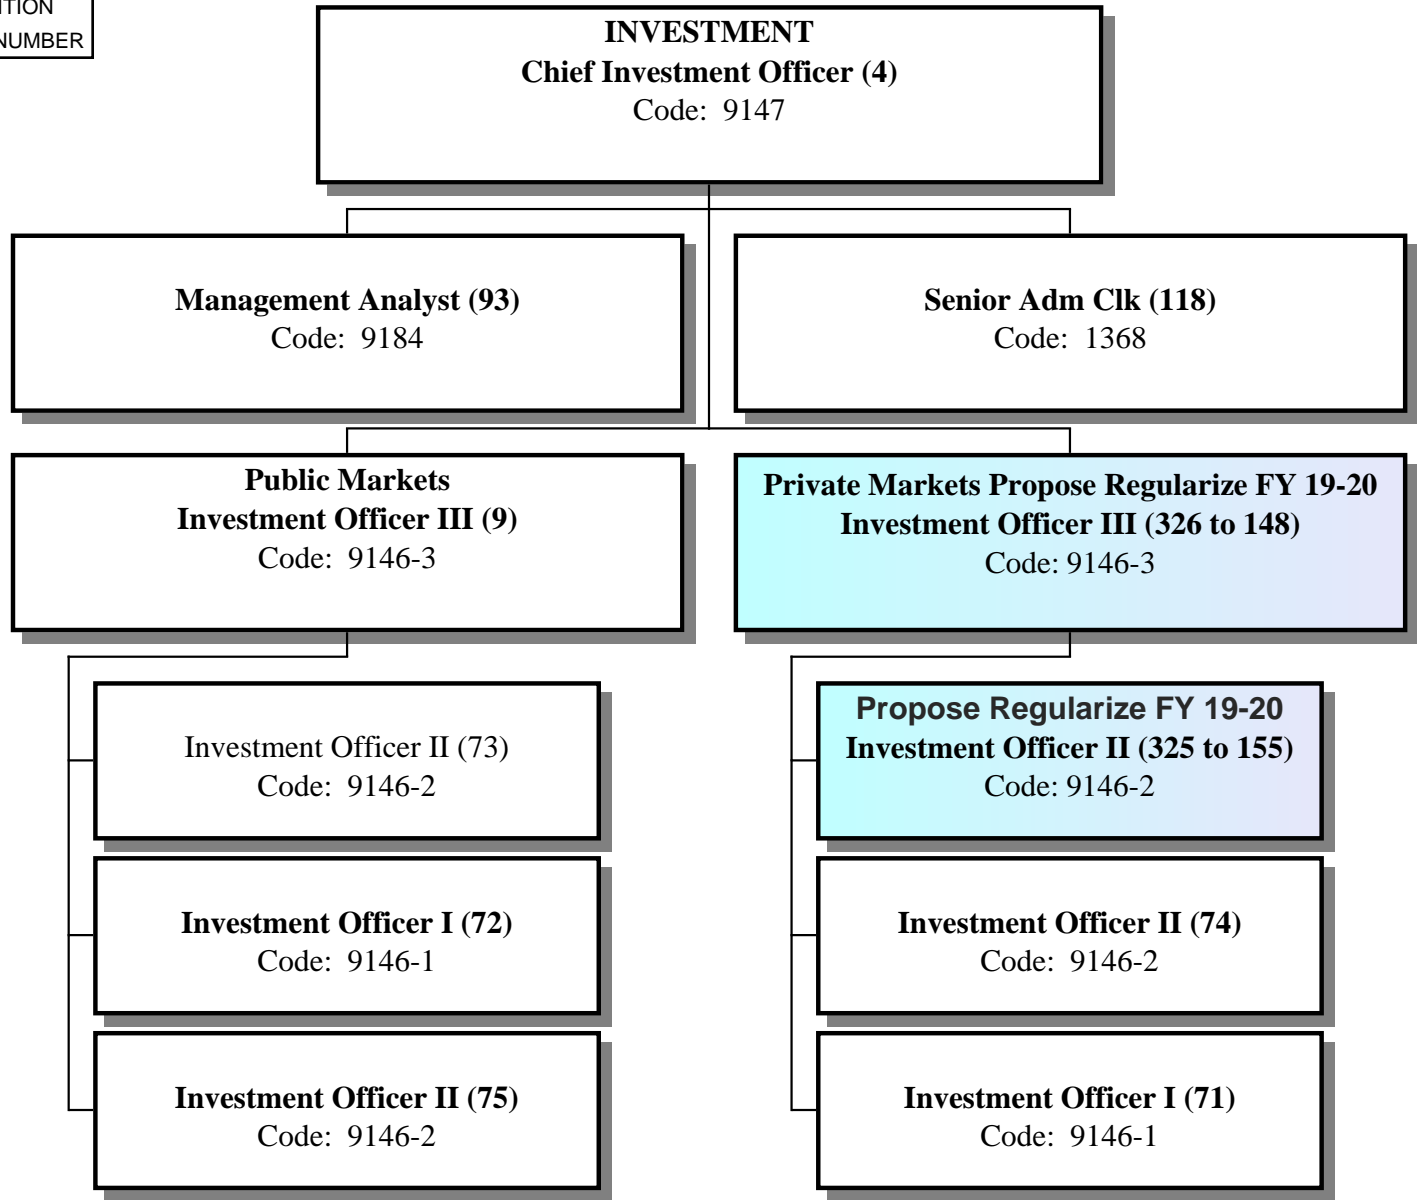 NUMBER
INVESTMENT
Chief Investment Officer (4)
Code: 9147
Management Analyst (93)
Code: 9184
Senior Adm Clk (118)
Code: 1368
Public Markets
Investment Officer III (9)
Code: 9146-3
Private Markets Propose Regularize FY 19-20
Investment Officer III (326 to 148)
Code: 9146-3
Investment Officer II (73)
Code: 9146-2
Investment Officer I (72)
Code: 9146-1
Investment Officer II (75)
Code: 9146-2
Propose Regularize FY 19-20
Investment Officer II (325 to 155)
Code: 9146-2
Investment Officer II (74)
Code: 9146-2
Investment Officer I (71)
Code: 9146-1